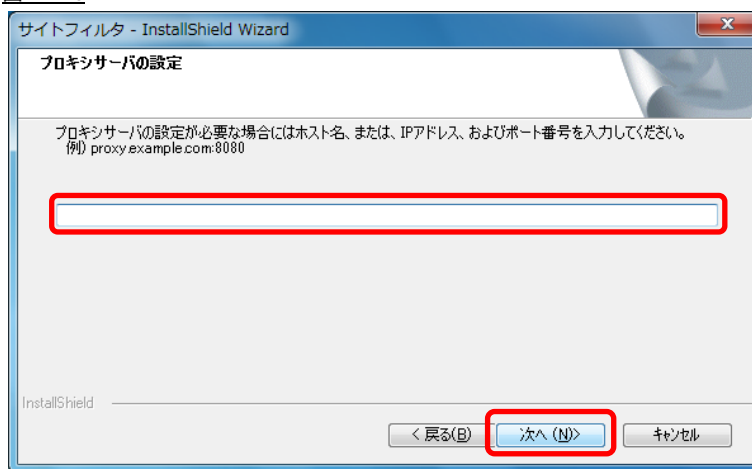 サイトフィルタ - InstallShield Wizard
プロキシサーバの設定
プロキシサーバの設定が必要な場合にはホスト名、または、IPアドレス、およびポート番号を入力してください。
例) proxy.example.com:8080
InstallShield
< 戻る(B)
次へ (N)>
キャンセル